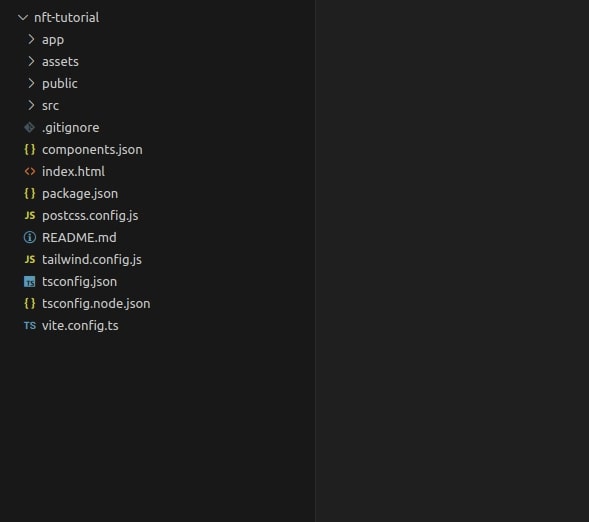 nft-tutorial
app
assets
public
src
.gitignore
{} components.json
<> index.html
{} package.json
JS postcss.config.js
README.md
JS tailwind.config.js
TS tsconfig.json
{} tsconfig.node.json
TS vite.config.ts